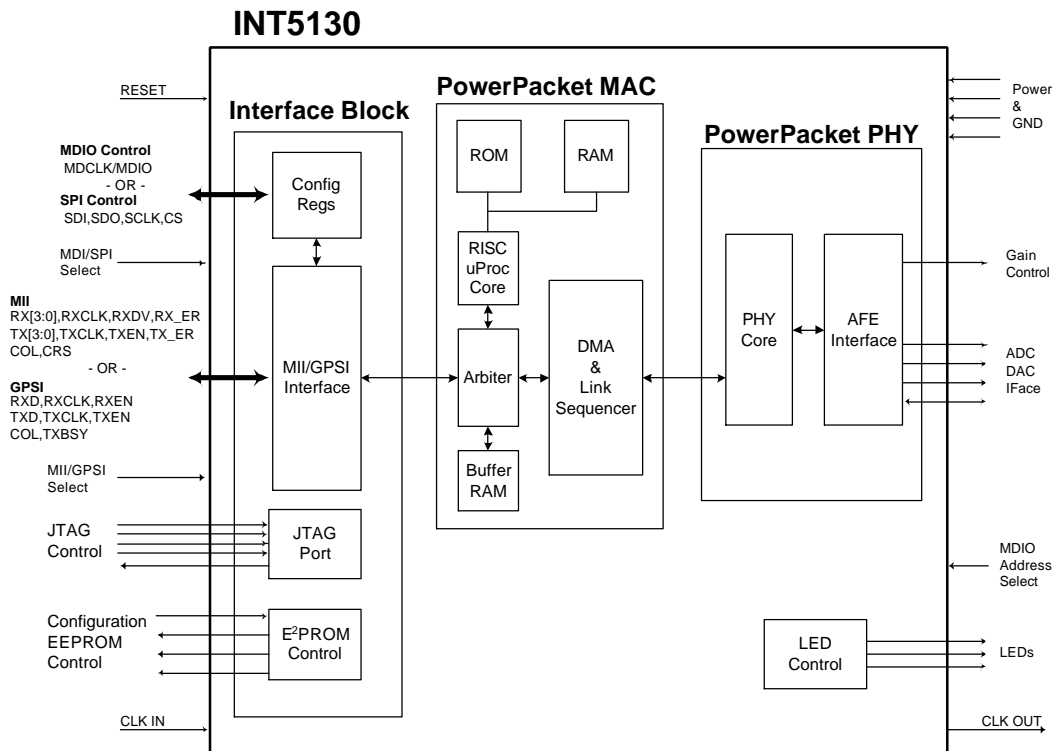 INT5130
RESET
MDIO Control
MDCLK/MDIO
- OR -
SPI Control
SDI,SDO,SCLK,CS
MDI/SPI
Select
MII
RX[3:0],RXCLK,RXDV,RX_ER
TX[3:0],TXCLK,TXEN,TX_ER
COL,CRS
- OR -
GPSI
RXD,RXCLK,RXEN
TXD,TXCLK,TXEN
COL,TXBSY
MII/GPSI
Select
JTAG
Control
Configuration
EEPROM
Control
CLK IN
Interface Block
Config
Regs
MII/GPSI
Interface
JTAG
Port
E²PROM
Control
PowerPacket MAC
ROM
RAM
RISC
uProc
Core
Arbiter
Buffer
RAM
DMA
&
Link
Sequencer
PowerPacket PHY
PHY
Core
AFE
Interface
LED
Control
Power
&
GND
Gain
Control
ADC
DAC
IFace
MDIO
Address
Select
LEDs
CLK OUT